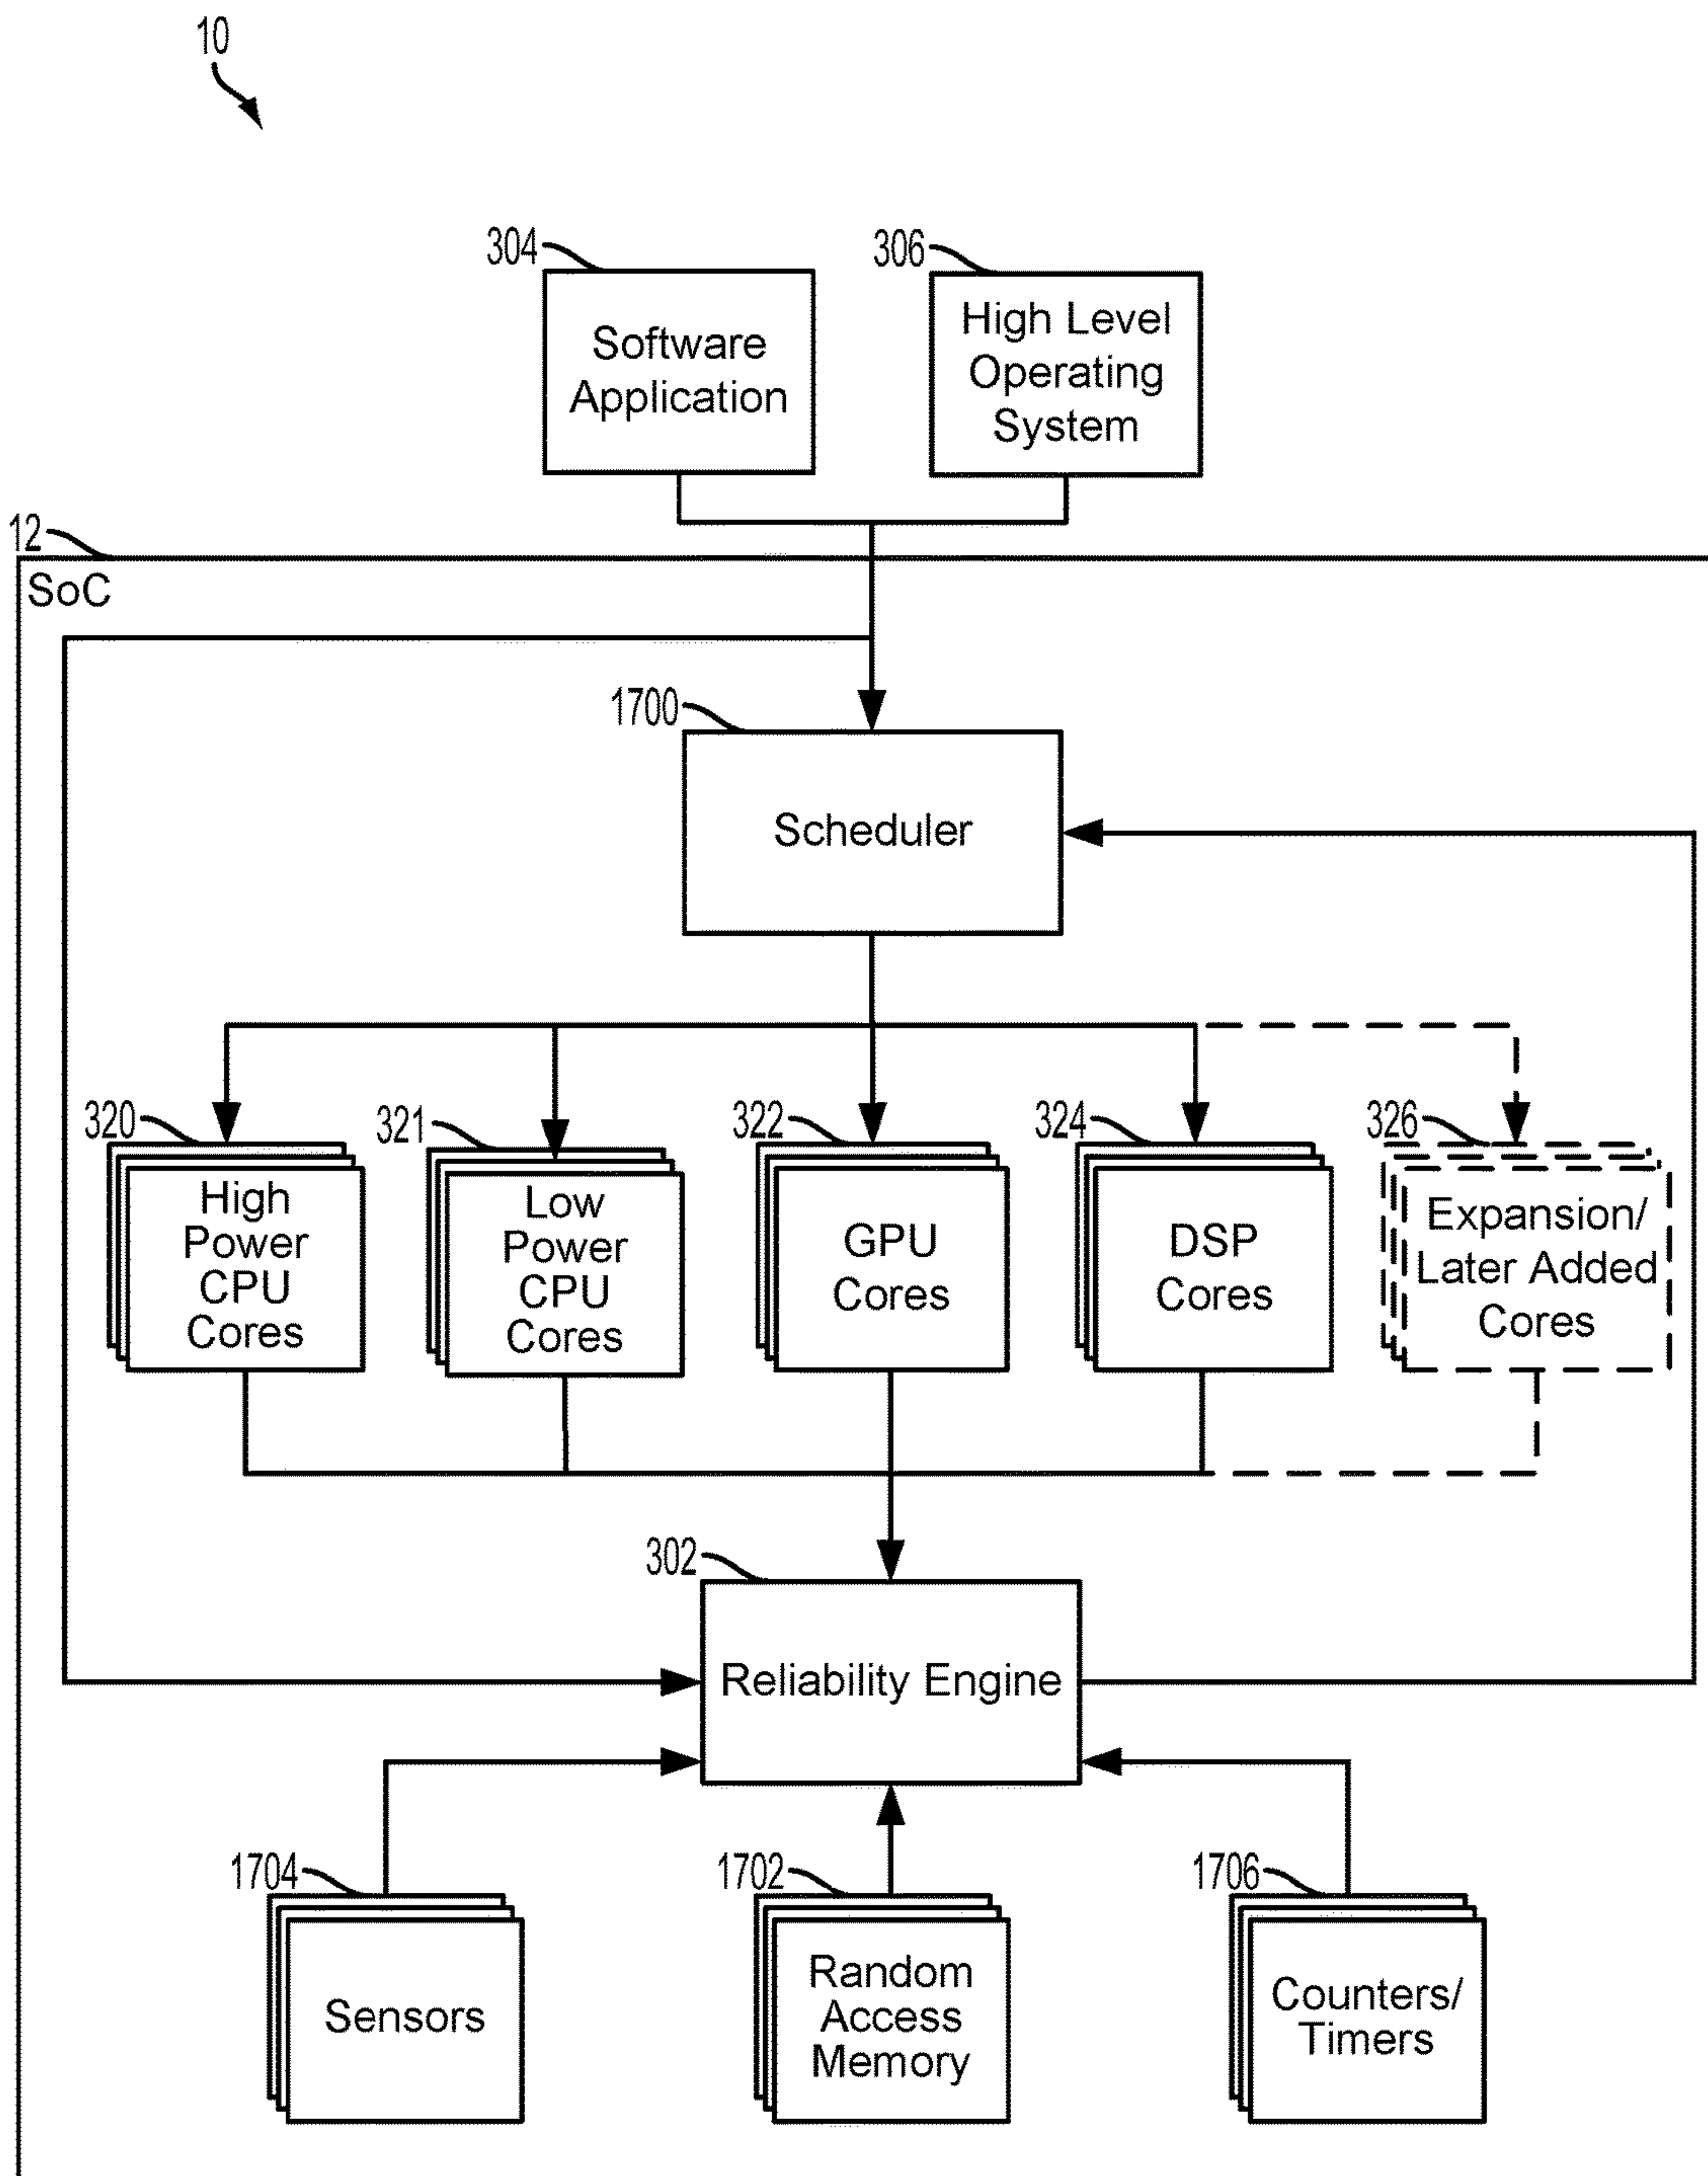 10
304
306
Software
Application
High Level
Operating
System
12
SoC
1700
Scheduler
320
321
322
324
326
High
Power
CPU
Cores
Low
Power
CPU
Cores
GPU
Cores
DSP
Cores
Expansion/
Later Added
Cores
302
Reliability Engine
1704
1702
1706
Sensors
Random
Access
Memory
Counters/
Timers